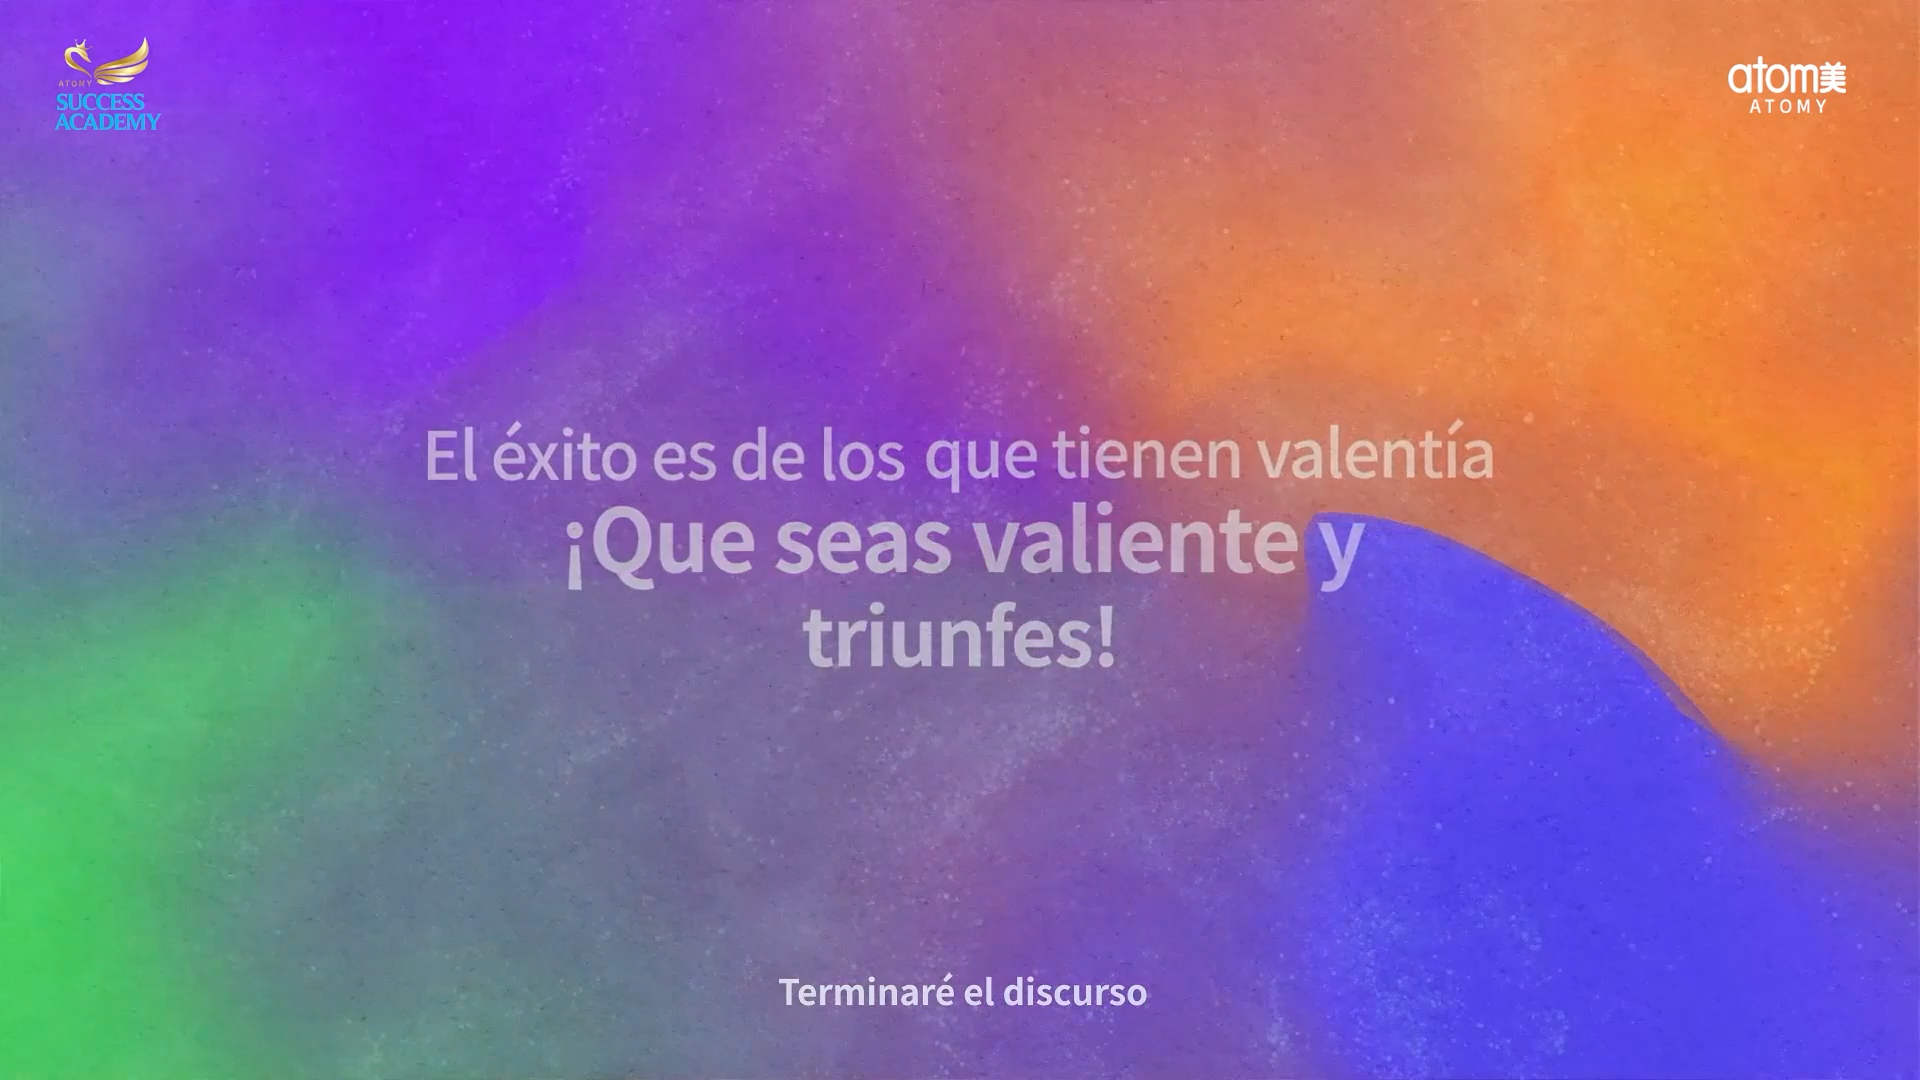 ATOMY
SUCCESS
ACADEMY
atom美
ATOMY
El éxito es de los que tienen valentía
¡Que seas valiente y
triunfes!
Terminaré el discurso